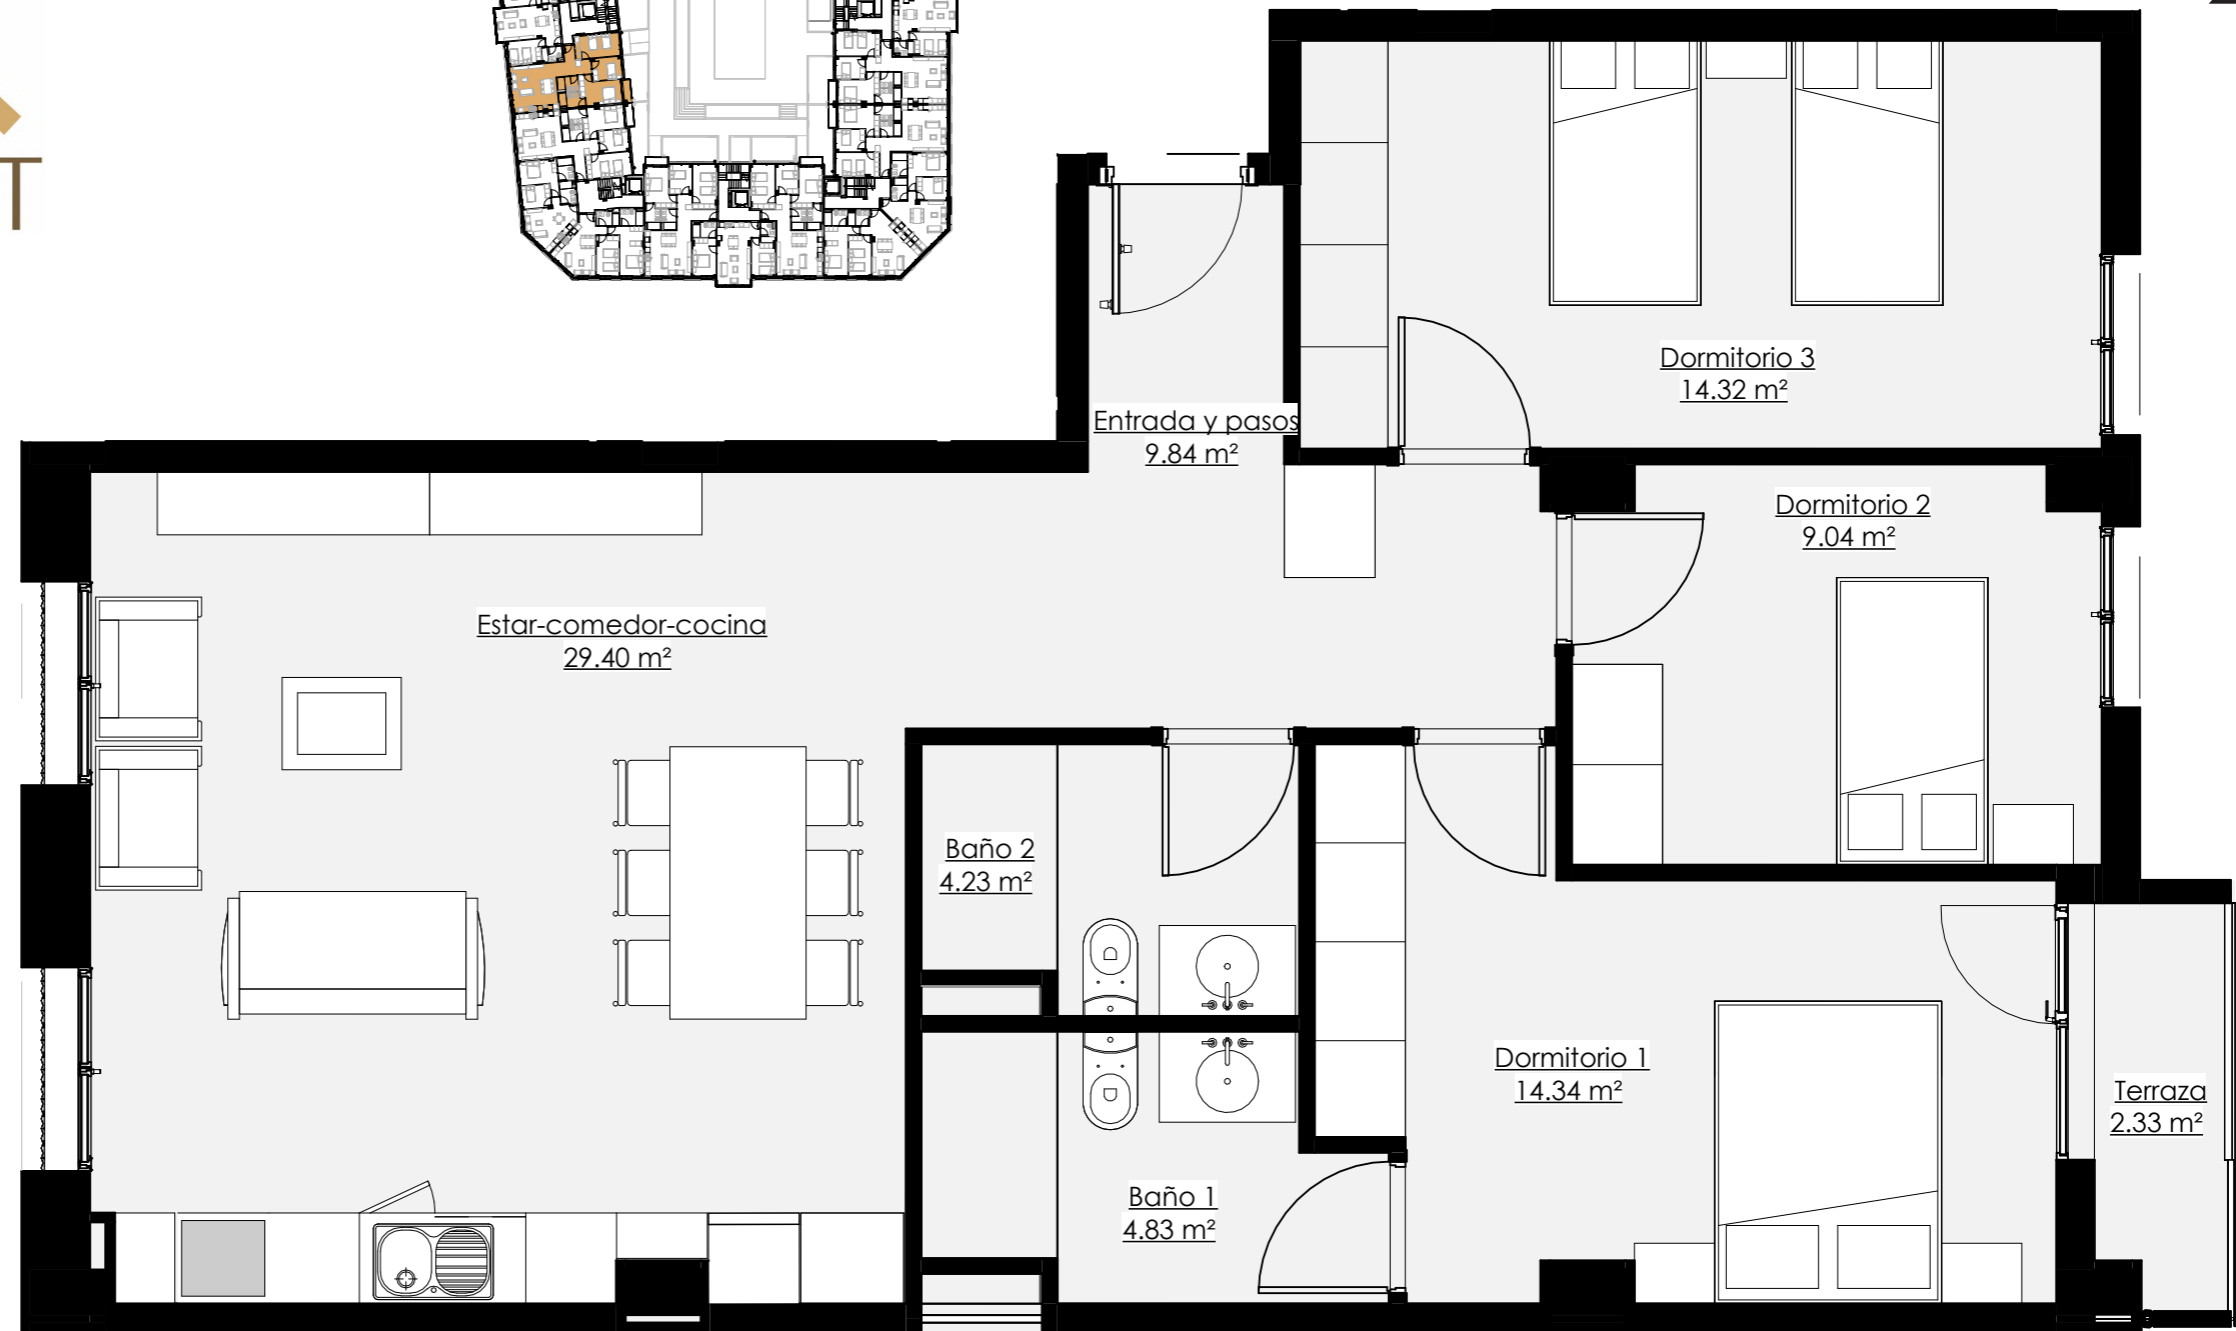 T
Dormitorio 3
14.32 m²
Entrada y pasos
9.84 m²
Dormitorio 2
9.04 m²
Estar-comedor-cocina
29.40 m²
Baño 2
4.23 m²
Dormitorio 1
14.34 m²
Terraza
2.33 m²
Baño 1
4.83 m²